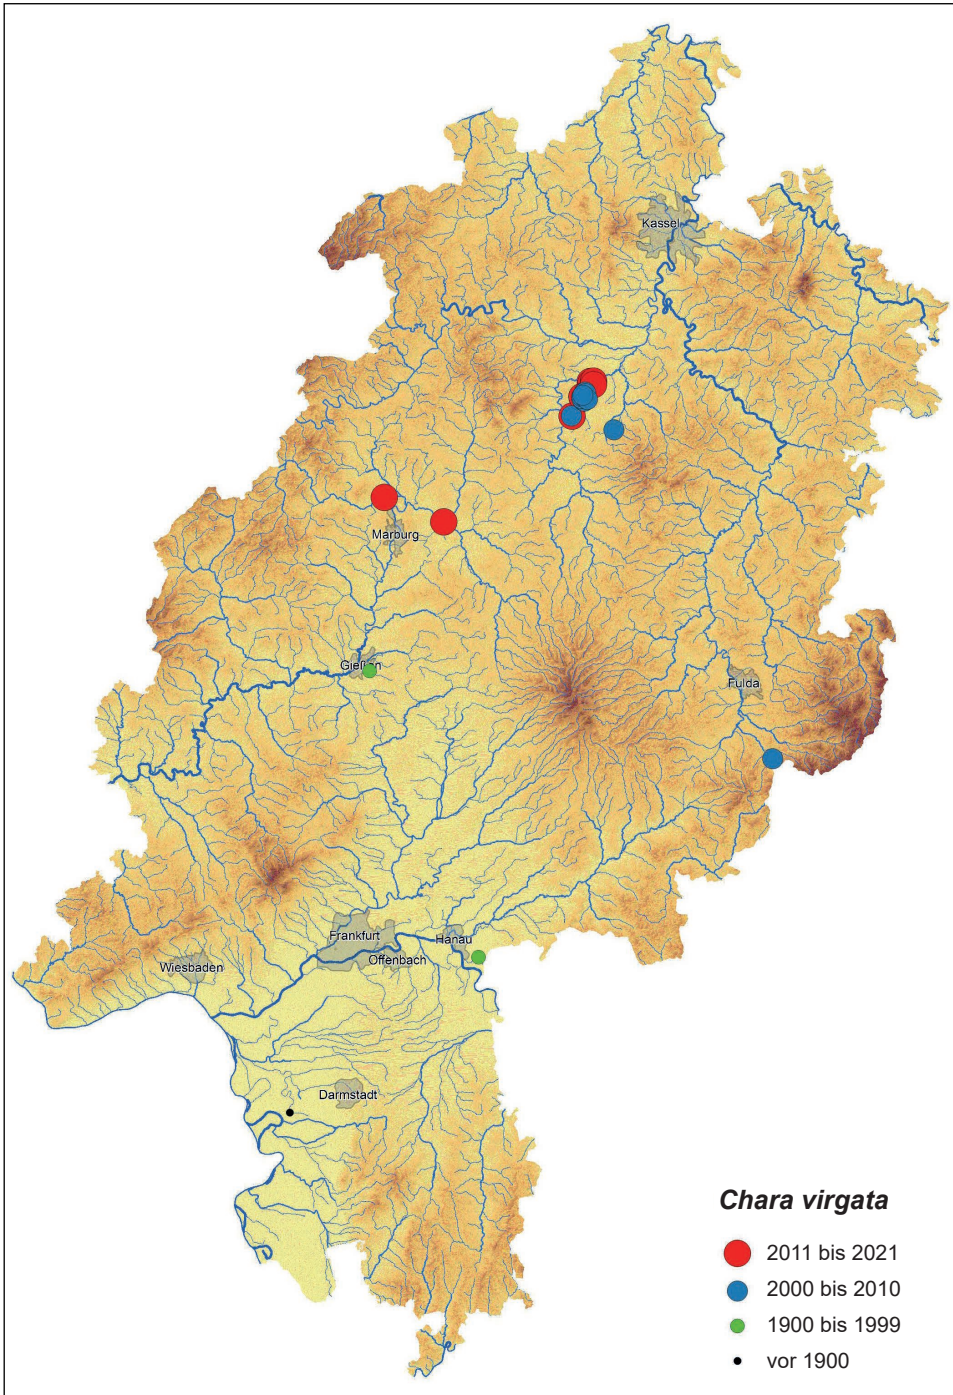 Kassel
Marburg
Gießen
Fulda
Frankfurt
Hanau
Offenbach
Wiesbaden
Darmstadt
Chara virgata
2011 bis 2021
2000 bis 2010
1900 bis 1999
vor 1900